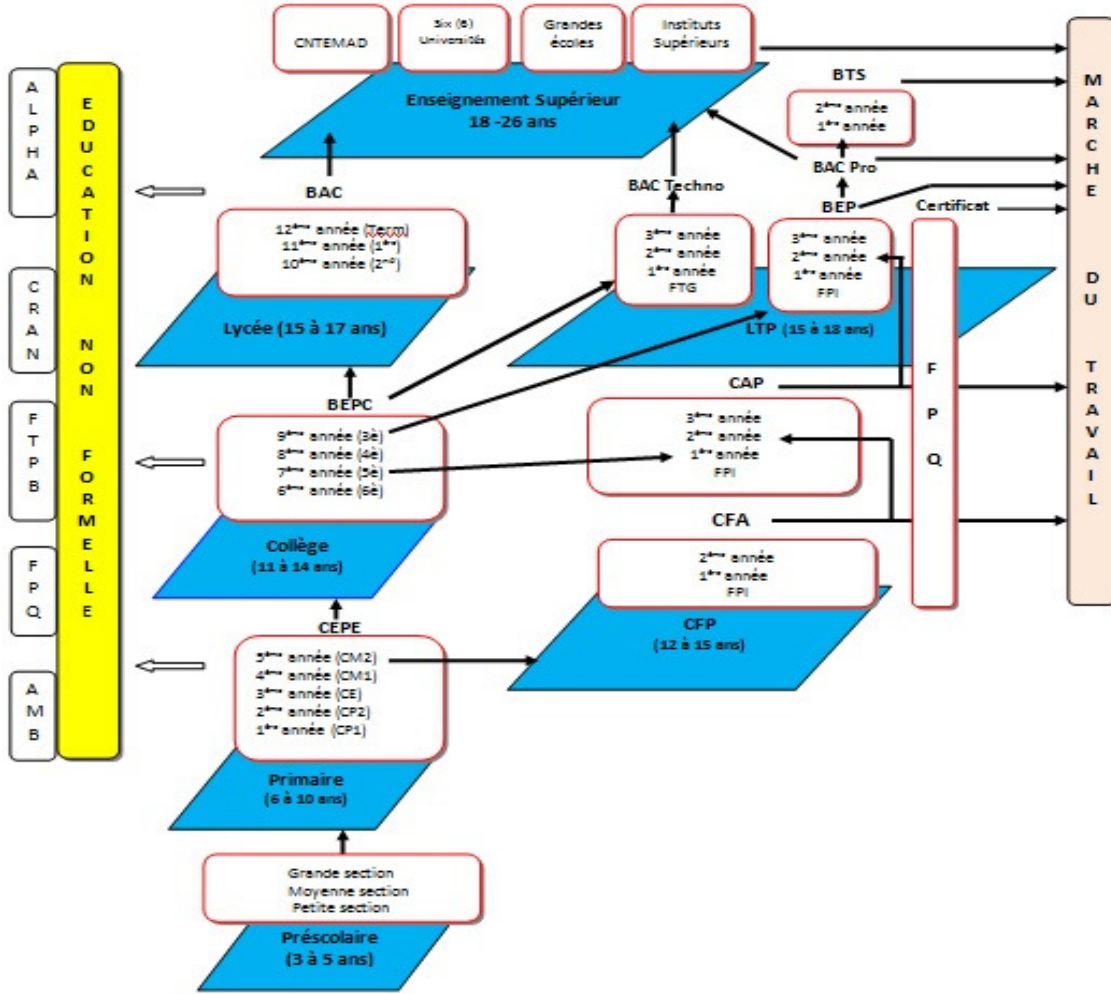 CNTEMAD
Six (6)
Universités
Grandes
écoles
Instituts
Supérieurs
Enseignement Supérieur
18 -26 ans
BTS
2ème année
1ère année
BAC Pro
BAC Techno
BEP
Certificat
BAC
12ème année (Term)
11ème année (1ère)
10ème année (2nd)
Lycée (15 à 17 ans)
3ème année
2ème année
1ère année
FTG
3ème année
2ème année
1ère année
FPI
LTP (15 à 18 ans)
BEPC
9ème année (3è)
8ème année (4è)
7ème année (5è)
6ème année (6è)
Collège
(11 à 14 ans)
CAP
3ème année
2ème année
1ère année
FPI
CFA
2ème année
1ère année
FPI
CFP
(12 à 15 ans)
CEPE
5ème année (CM2)
4ème année (CM1)
3ème année (CE)
2ème année (CP2)
1ère année (CP1)
Primaire
(6 à 10 ans)
Grande section
Moyenne section
Petite section
Préscolaire
(3 à 5 ans)
ALPHA
CRAN
FTPB
FPQ
AMB
EDUCATION NON FORMELLE
FPQ
MARCHE DU TRAVAIL